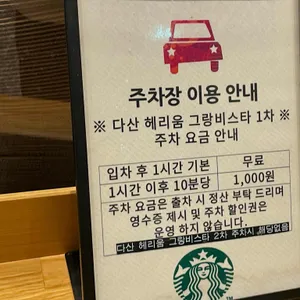 주차장 이용 안내
※ 다산 헤리움 그랑비스타 1차 ※
주차 요금 안내
입차 후 1시간 기본 무료
1시간 이후 10분당 1,000원
주차 요금은 출차 시 정산 부탁 드리며
영수증 제시 및 주차 할인권은
운영 하지 않습니다.
다산 헤리움 그랑비스타 2차 주차시 해당없음